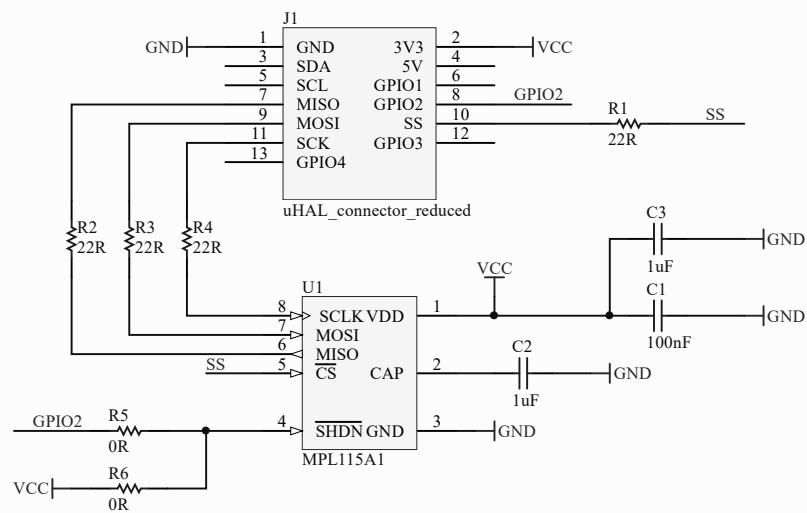 J1
GND 1 GND 3V3 2 VCC
3 SDA 5V 4
5 SCL GPIO1 6
7 MISO GPIO2 8 GPIO2
9 MOSI SS 10 R1 SS
22R
11 SCK GPIO3 12
13 GPIO4
uHAL_connector_reduced
R2 R3 R4
22R 22R 22R
C3
GND
1uF
VCC
C1
U1
8 SCLK VDD 1 GND
100nF
7 MOSI
6 MISO
C2
SS 5 CS CAP 2 GND
1uF
GPIO2 R5 4 SHDN GND 3 GND
0R
MPL115A1
R6
VCC
0R